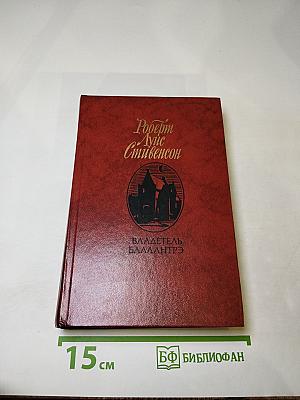 Роберт
Луис
Стивенсон
ВЛАДЕТЕЛЬ
БАЛЛАНТРЭ
15 см
БФ БИБЛИОФАН